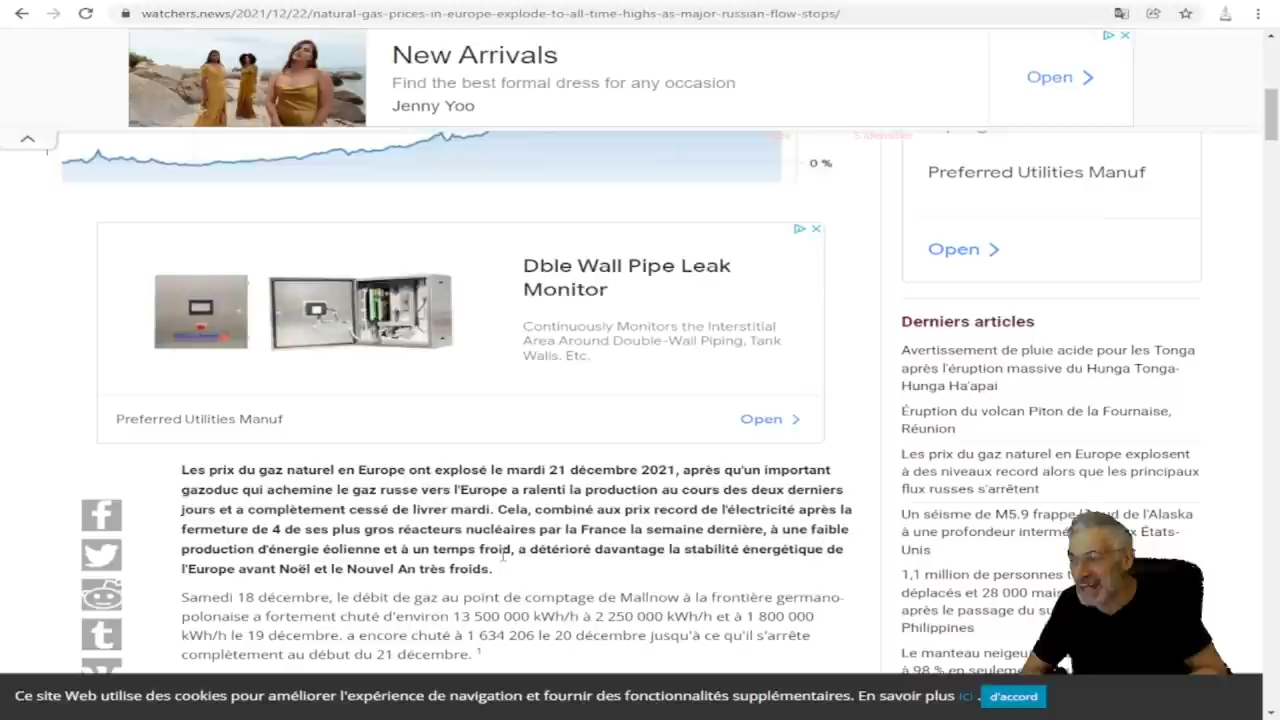 watchers.news/2021/12/22/natural-gas-prices-in-europe-explode-to-all-time-highs-as-major-russian-flow-stops/
New Arrivals
Find the best formal dress for any occasion
Jenny Yoo
Open
0 %
S'identifier
Preferred Utilities Manuf
Open
Dble Wall Pipe Leak
Monitor
Continuously Monitors the Interstitial
Area Around Double-Wall Piping, Tank
Walls. Etc.
Preferred Utilities Manuf
Open
Les prix du gaz naturel en Europe ont explosé le mardi 21 décembre 2021, après qu'un important
gazoduc qui achemine le gaz russe vers l'Europe a ralenti la production au cours des deux derniers
jours et a complètement cessé de livrer mardi. Cela, combiné aux prix record de l'électricité après la
fermeture de 4 de ses plus gros réacteurs nucléaires par la France la semaine dernière, à une faible
production d'énergie éolienne et à un temps froid, a détérioré davantage la stabilité énergétique de
l'Europe avant Noël et le Nouvel An très froids.
Samedi 18 décembre, le débit de gaz au point de comptage de Mallnow à la frontière germano-
polonaise a fortement chuté d'environ 13 500 000 kWh/h à 2 250 000 kWh/h et à 1 800 000
kWh/h le 19 décembre. a encore chuté à 1 634 206 le 20 décembre jusqu'à ce qu'il s'arrête
complètement au début du 21 décembre. 1
Derniers articles
Avertissement de pluie acide pour les Tonga
après l'éruption massive du Hunga Tonga-
Hunga Ha'apai
Éruption du volcan Piton de la Fournaise,
Réunion
Les prix du gaz naturel en Europe explosent
à des niveaux record alors que les principaux
flux russes s'arrêtent
Un séisme de M5.9 frappe de l'Alaska
à une profondeur États-
Unis
1,1 million de personnes
déplacés et 28 000
après le passage du
Philippines
Le manteau
à 98 % en
Ce site Web utilise des cookies pour améliorer l'expérience de navigation et fournir des fonctionnalités supplémentaires. En savoir plus ici . d'accord